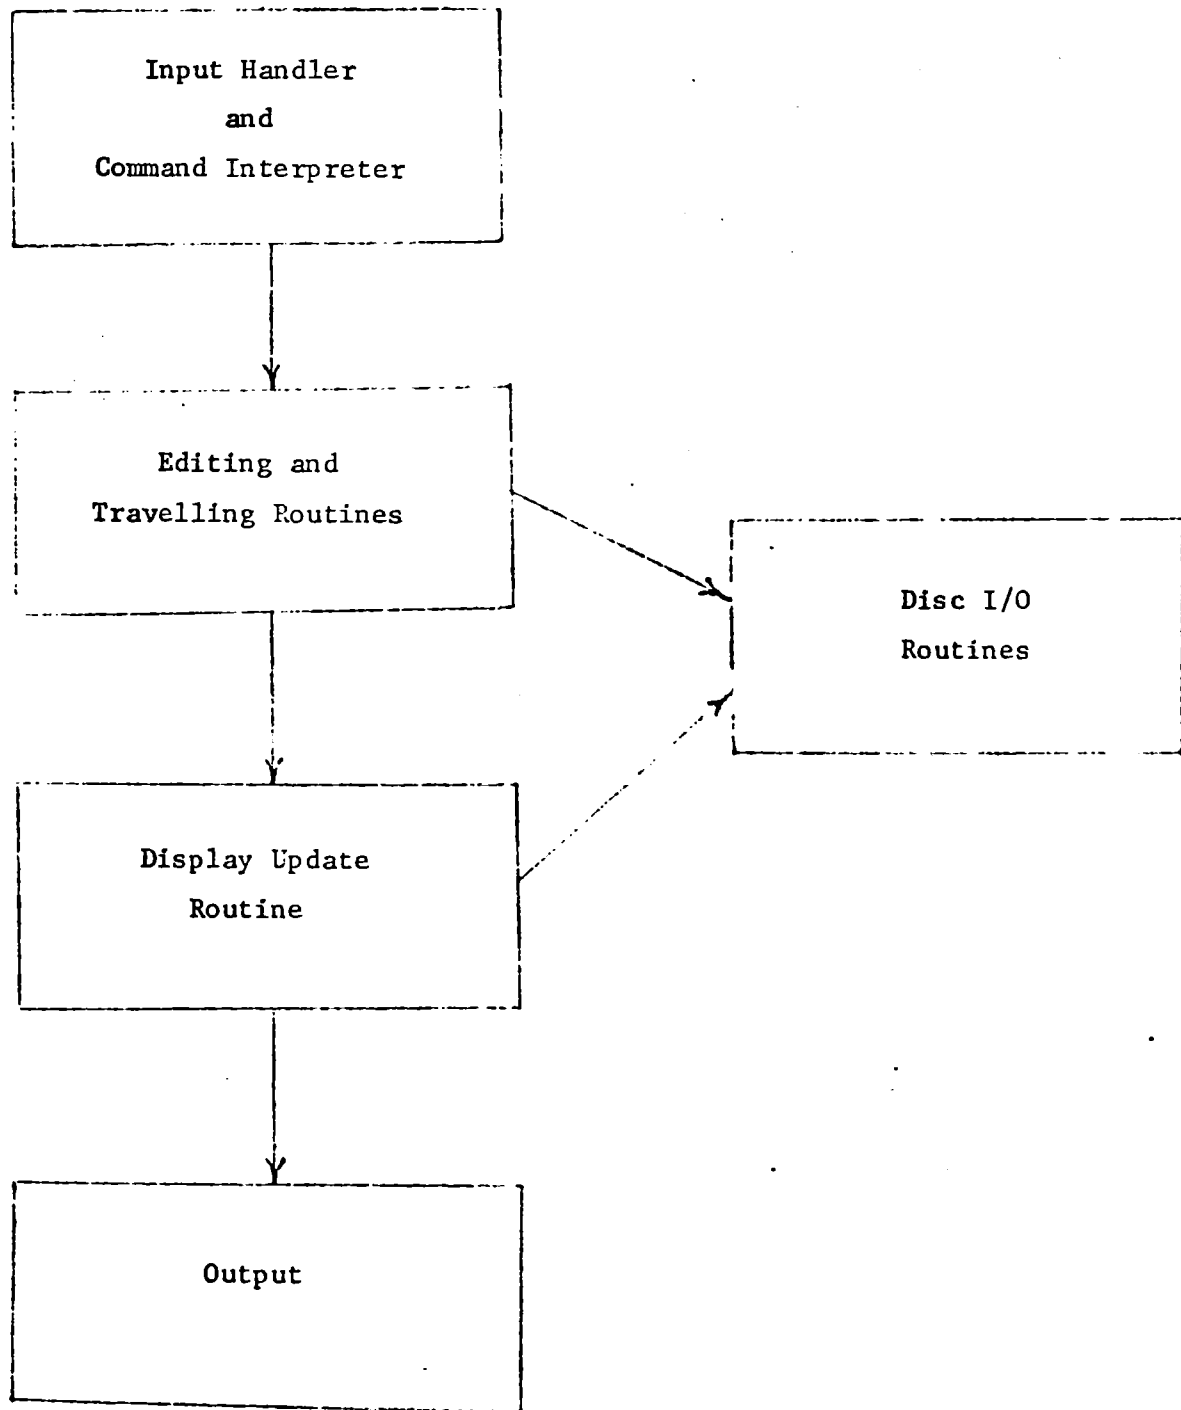 Input Handler
and
Command Interpreter
Editing and
Travelling Routines
Disc I/O
Routines
Display Update
Routine
Output